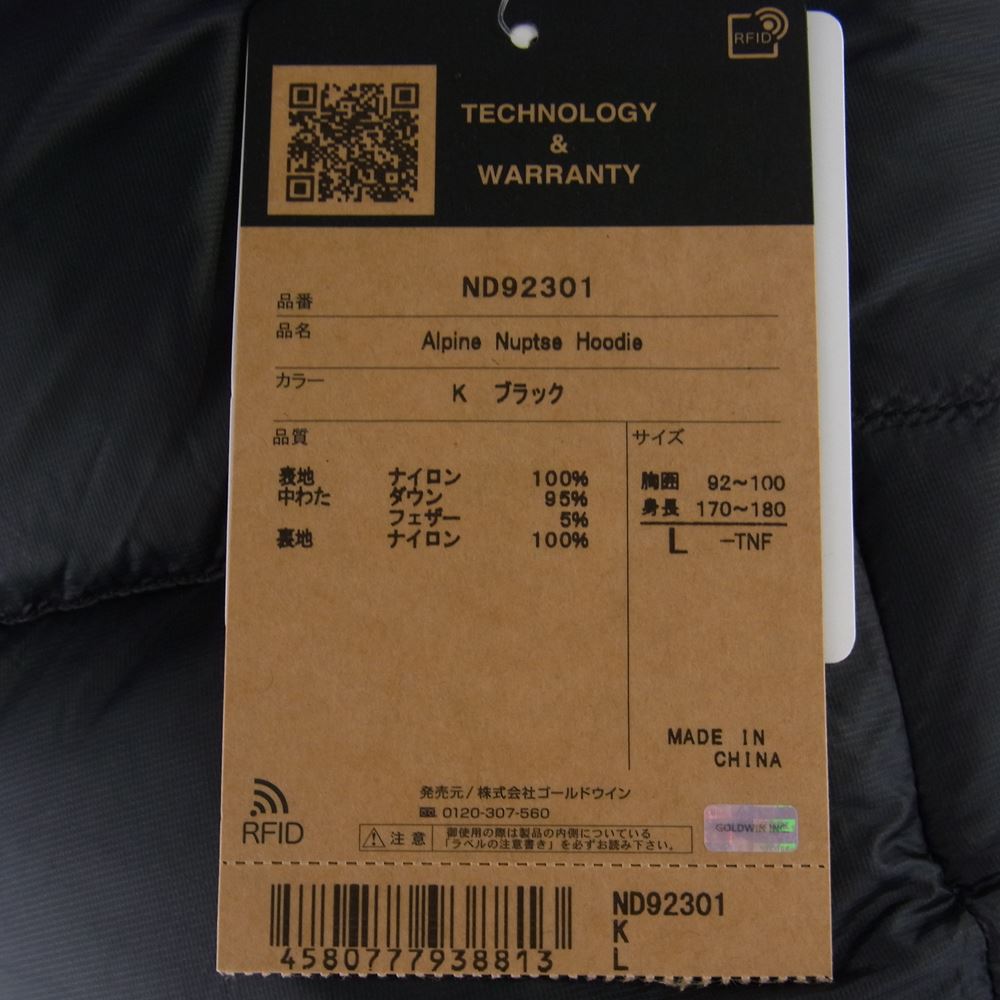 RFID
TECHNOLOGY
&
WARRANTY
品番 ND92301
品名 Alpine Nuptse Hoodie
カラー K ブラック
品質
表地 ナイロン 100%
中わた ダウン 95%
フェザー 5%
裏地 ナイロン 100%
サイズ
胸囲 92～100
身長 170～180
L -TNF
MADE IN
CHINA
RFID
発売元/株式会社ゴールドウイン
0120-307-560
注意
御使用の際は製品の内側についている
「ラベルの注意書き」を必ずお読み下さい。
GOLDWIN INC.
4580777938813
ND92301
K
L